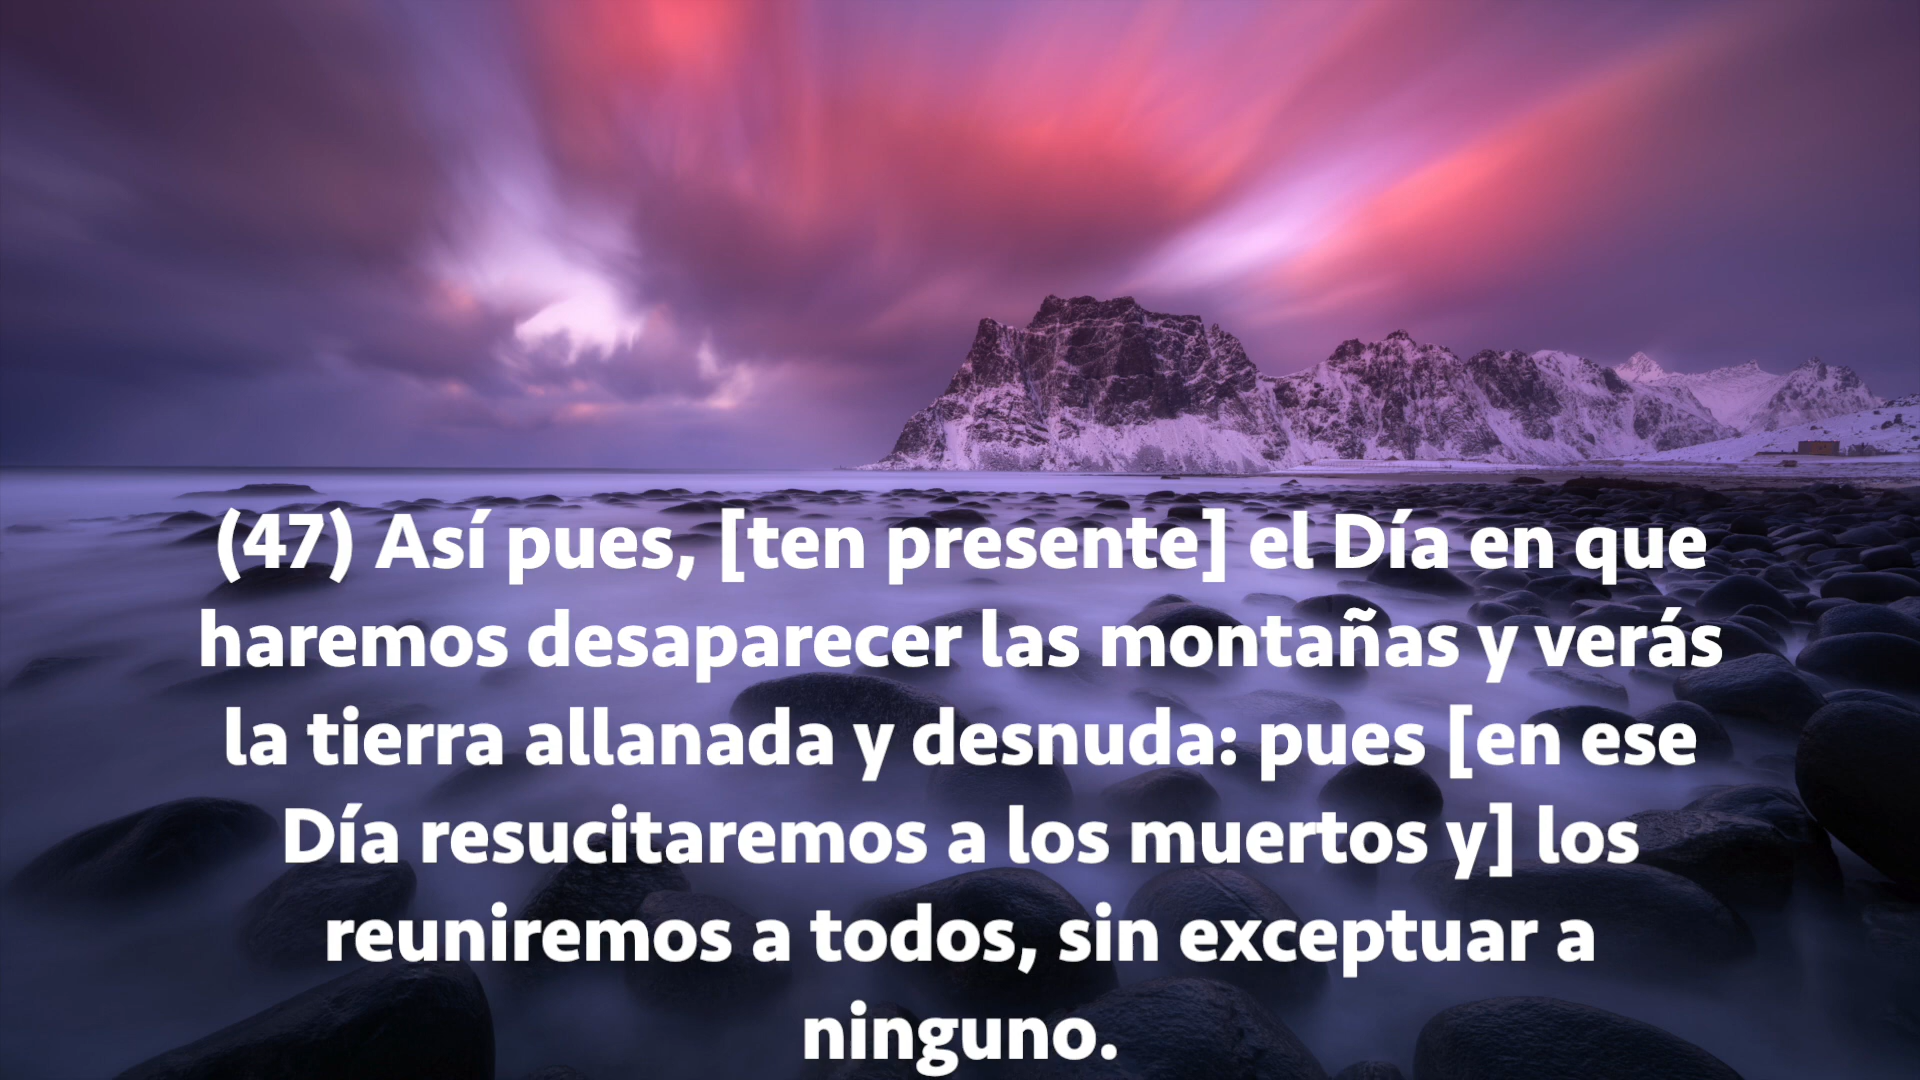 (47) Así pues, [ten presente] el Día en que
haremos desaparecer las montañas y verás
la tierra allanada y desnuda: pues [en ese
Día resucitaremos a los muertos y] los
reuniremos a todos, sin exceptuar a
ninguno.